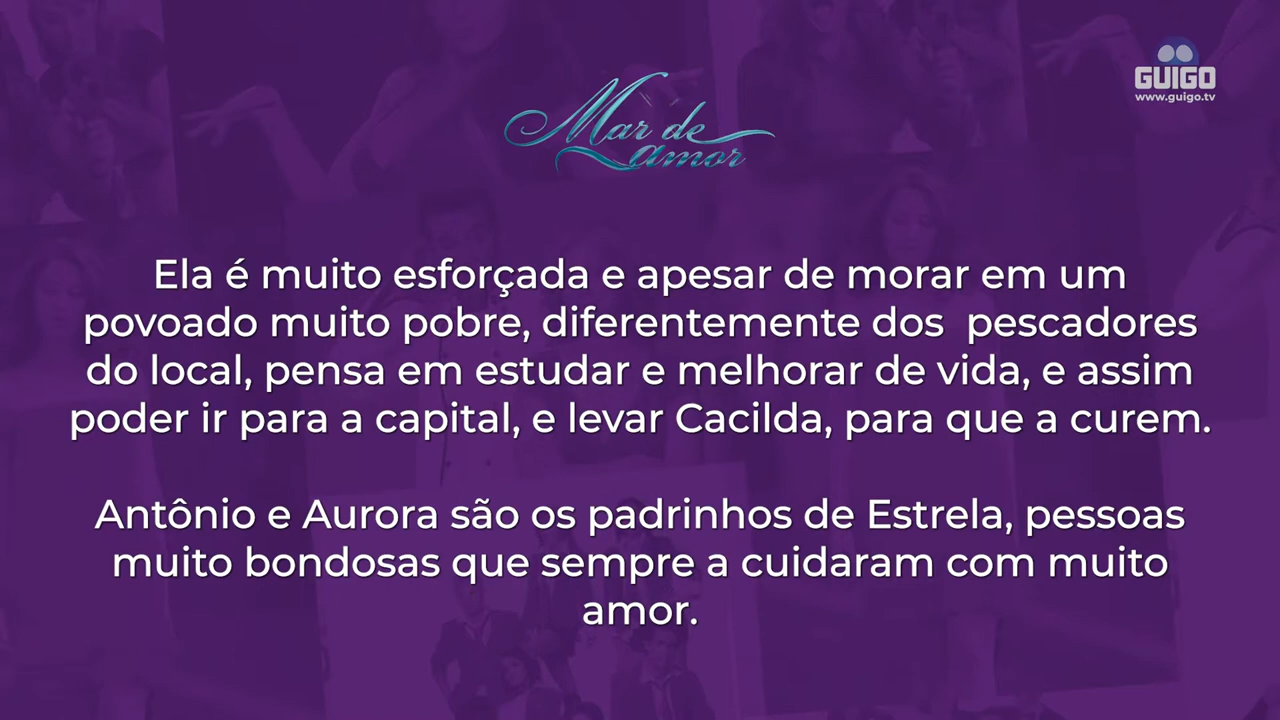 GUIGO
www.guigo.tv
Mar de
amor
Ela é muito esforçada e apesar de morar em um
povoado muito pobre, diferentemente dos  pescadores
do local, pensa em estudar e melhorar de vida, e assim
poder ir para a capital, e levar Cacilda, para que a curem.
Antônio e Aurora são os padrinhos de Estrela, pessoas
muito bondosas que sempre a cuidaram com muito
amor.